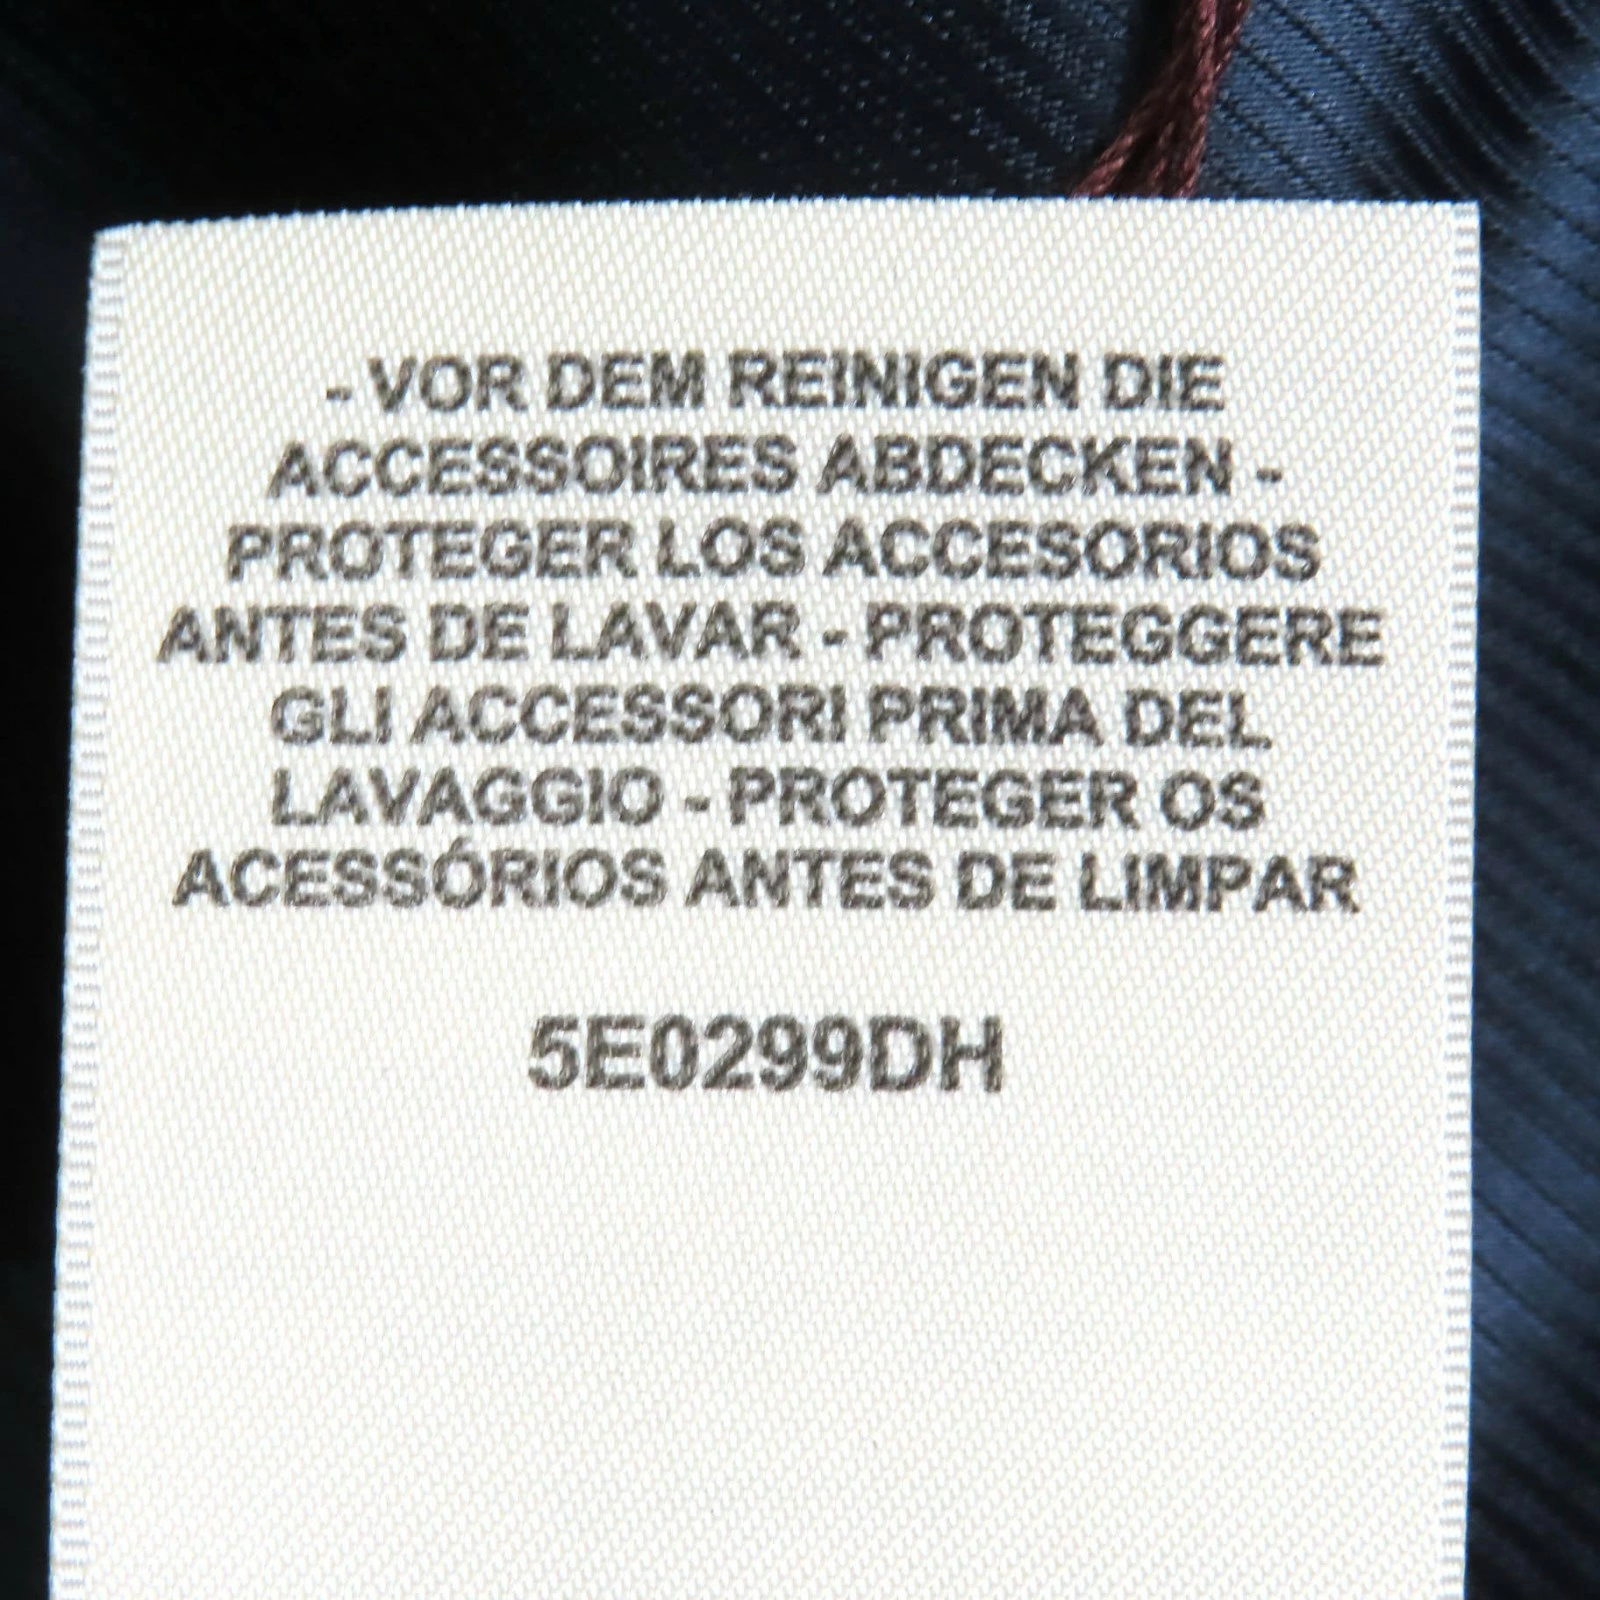 - VOR DEM REINIGEN DIE
ACCESSOIRES ABDECKEN -
PROTEGER LOS ACCESORIOS
ANTES DE LAVAR - PROTEGGERE
GLI ACCESSORI PRIMA DEL
LAVAGGIO - PROTEGER OS
ACESSÓRIOS ANTES DE LIMPAR
5E0299DH